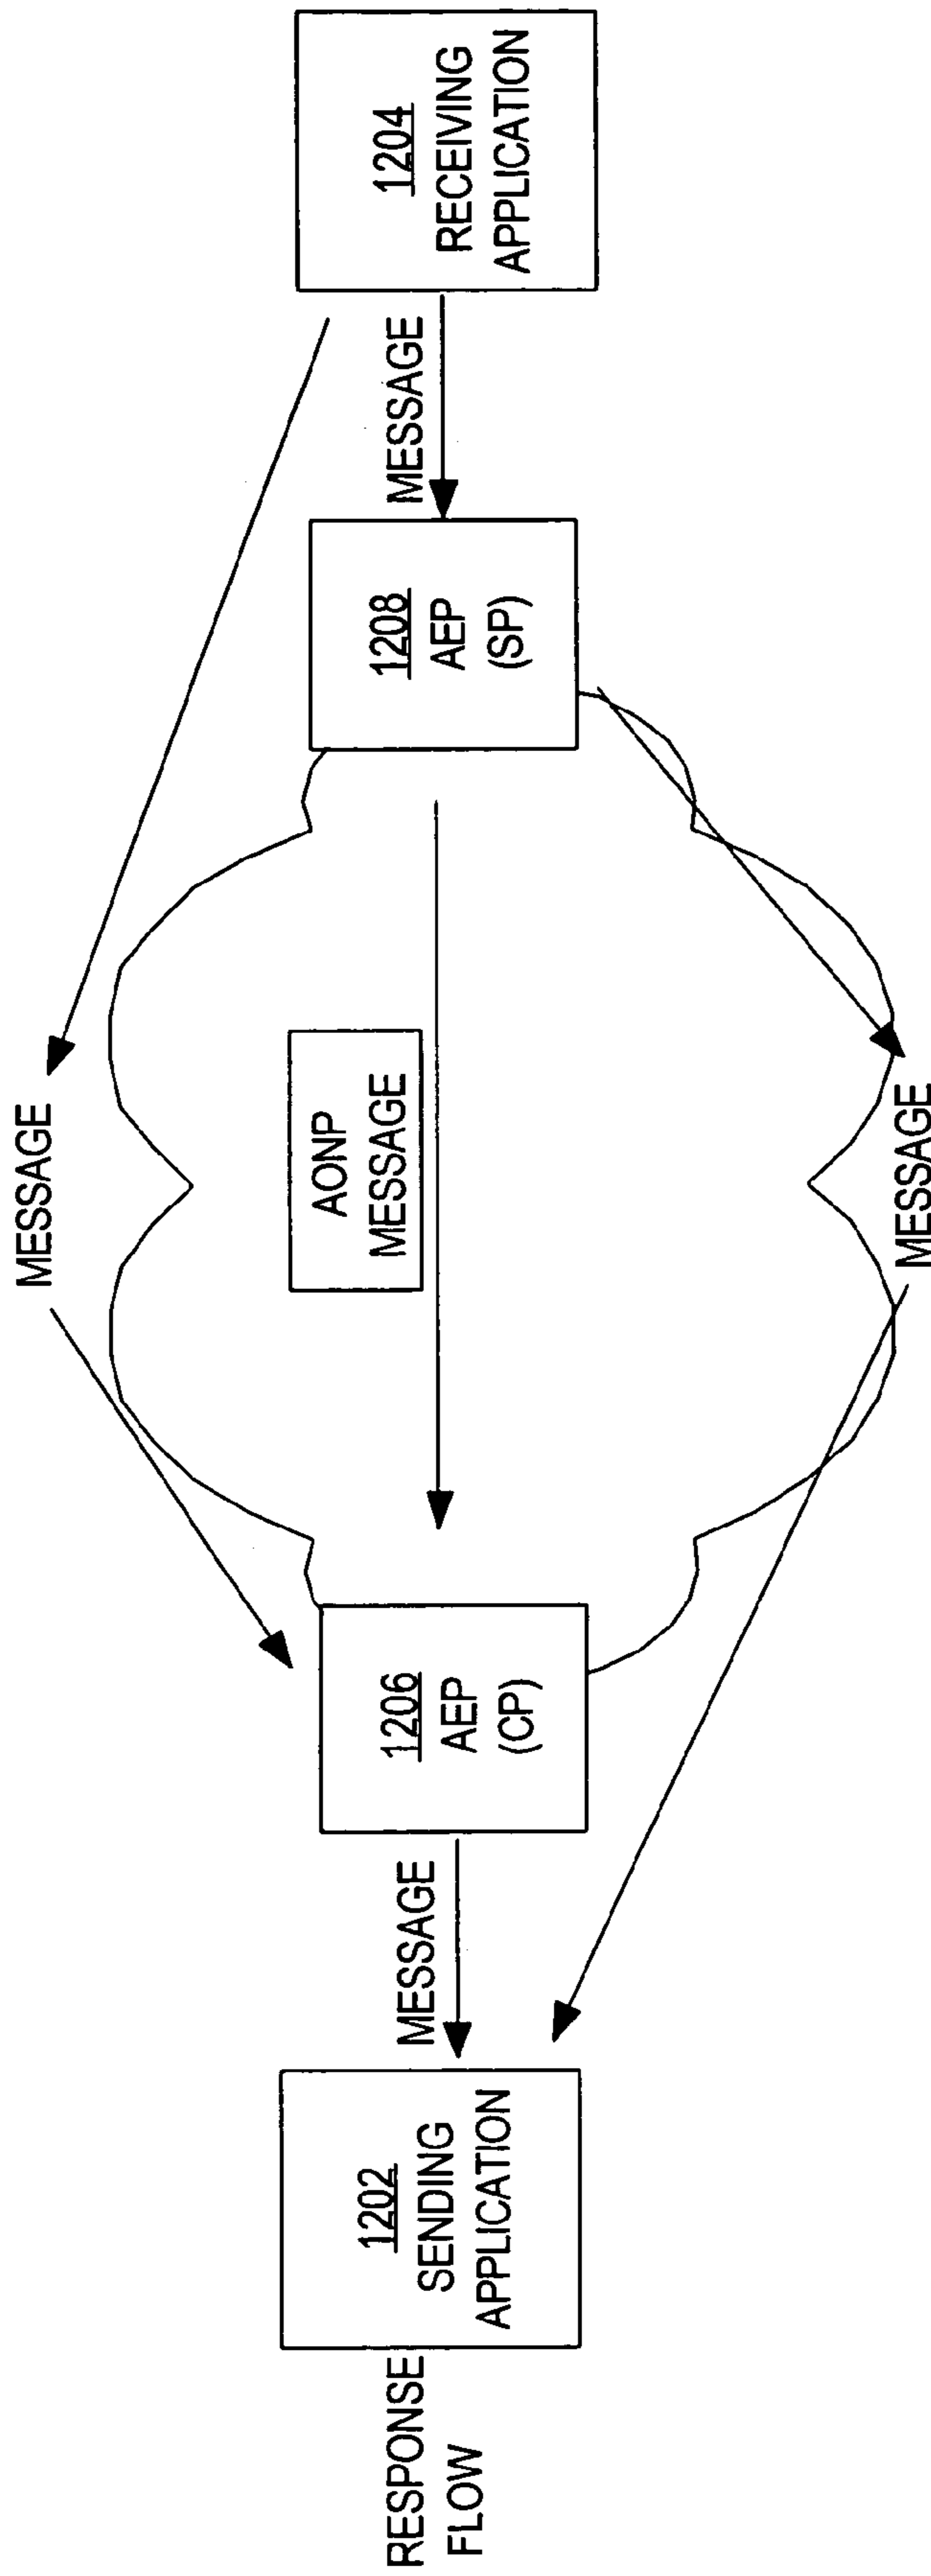 MESSAGE
RESPONSE
FLOW
1202
SENDING
APPLICATION
MESSAGE
1206
AEP
(CP)
AONP
MESSAGE
1208
AEP
(SP)
MESSAGE
1204
RECEIVING
APPLICATION
MESSAGE